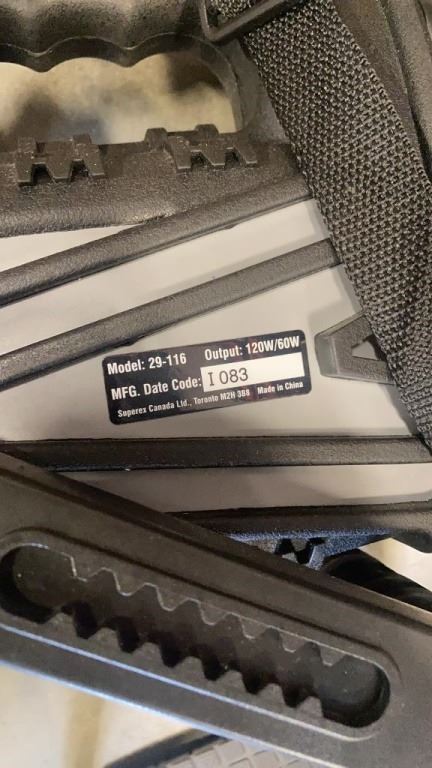 Model: 29-116 Output: 120W/60W
MFG. Date Code: I 083
Superex Canada Ltd., Toronto M2H 3B8 Made in China